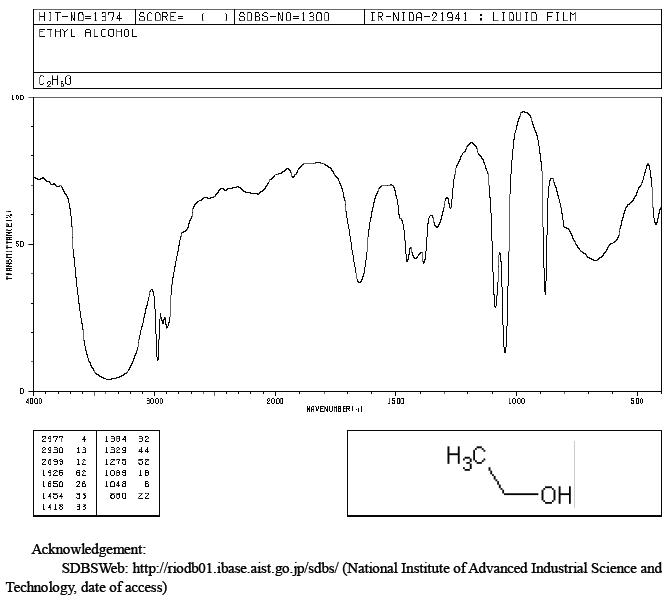 HIT-NO=1374 SCORE= ( ) SDBS-NO=1300 IR-NIDA-21941 : LIQUID FILM
ETHYL ALCOHOL
C2H6O
100
50
0
TRANSMITTANCE(%)
4000 3000 2000 1500 1000 500
WAVENUMBER(-1)
2977 4 1384 32
2930 13 1329 44
12 1275 52
62 18
1650 26 1048 6
1454 35 880 22
1418 33
H3C
OH
Acknowledgement:
SDBSWeb: http://riodb01.ibase.aist.go.jp/sdbs/ (National Institute of Advanced Industrial Science and
Technology, date of access)